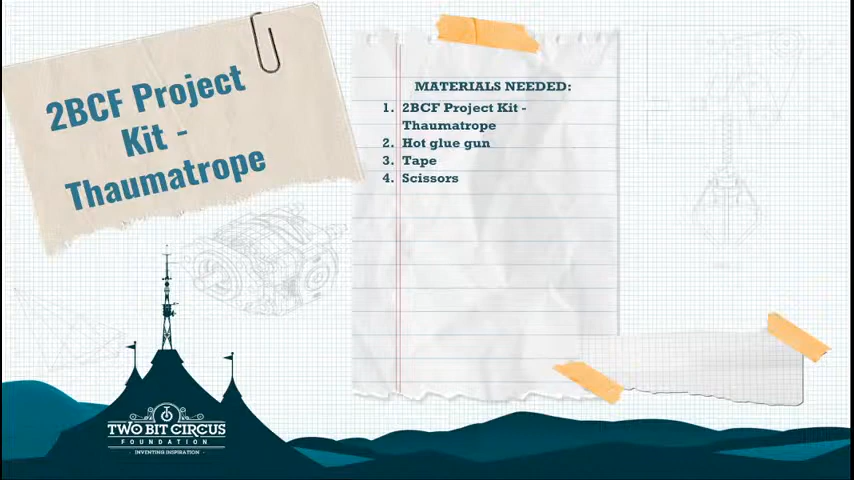 2BCF Project
Kit -
Thaumatrope
MATERIALS NEEDED:
1. 2BCF Project Kit -
Thaumatrope
2. Hot glue gun
3. Tape
4. Scissors
TWO BIT CIRCUS
FOUNDATION
- INVENTING INSPIRATION -